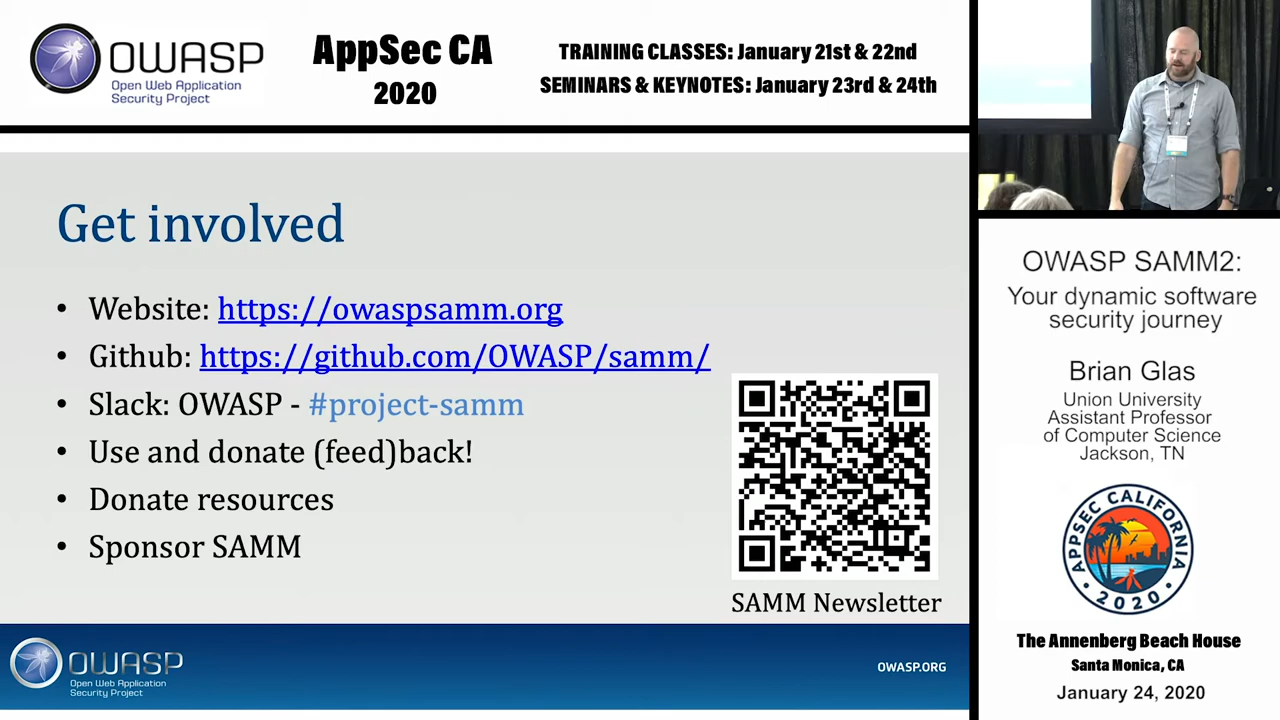 OWASP
Open Web Application
Security Project
AppSec CA
2020
TRAINING CLASSES: January 21st & 22nd
SEMINARS & KEYNOTES: January 23rd & 24th
Get involved
• Website: https://owaspsamm.org
• Github: https://github.com/OWASP/samm/
• Slack: OWASP - #project-samm
• Use and donate (feed)back!
• Donate resources
• Sponsor SAMM
SAMM Newsletter
OWASP
Open Web Application
Security Project
OWASP.ORG
OWASP SAMM2:
Your dynamic software
security journey
Brian Glas
Union University
Assistant Professor
of Computer Science
Jackson, TN
APPSEC CALIFORNIA
• 2020 •
The Annenberg Beach House
Santa Monica, CA
January 24, 2020